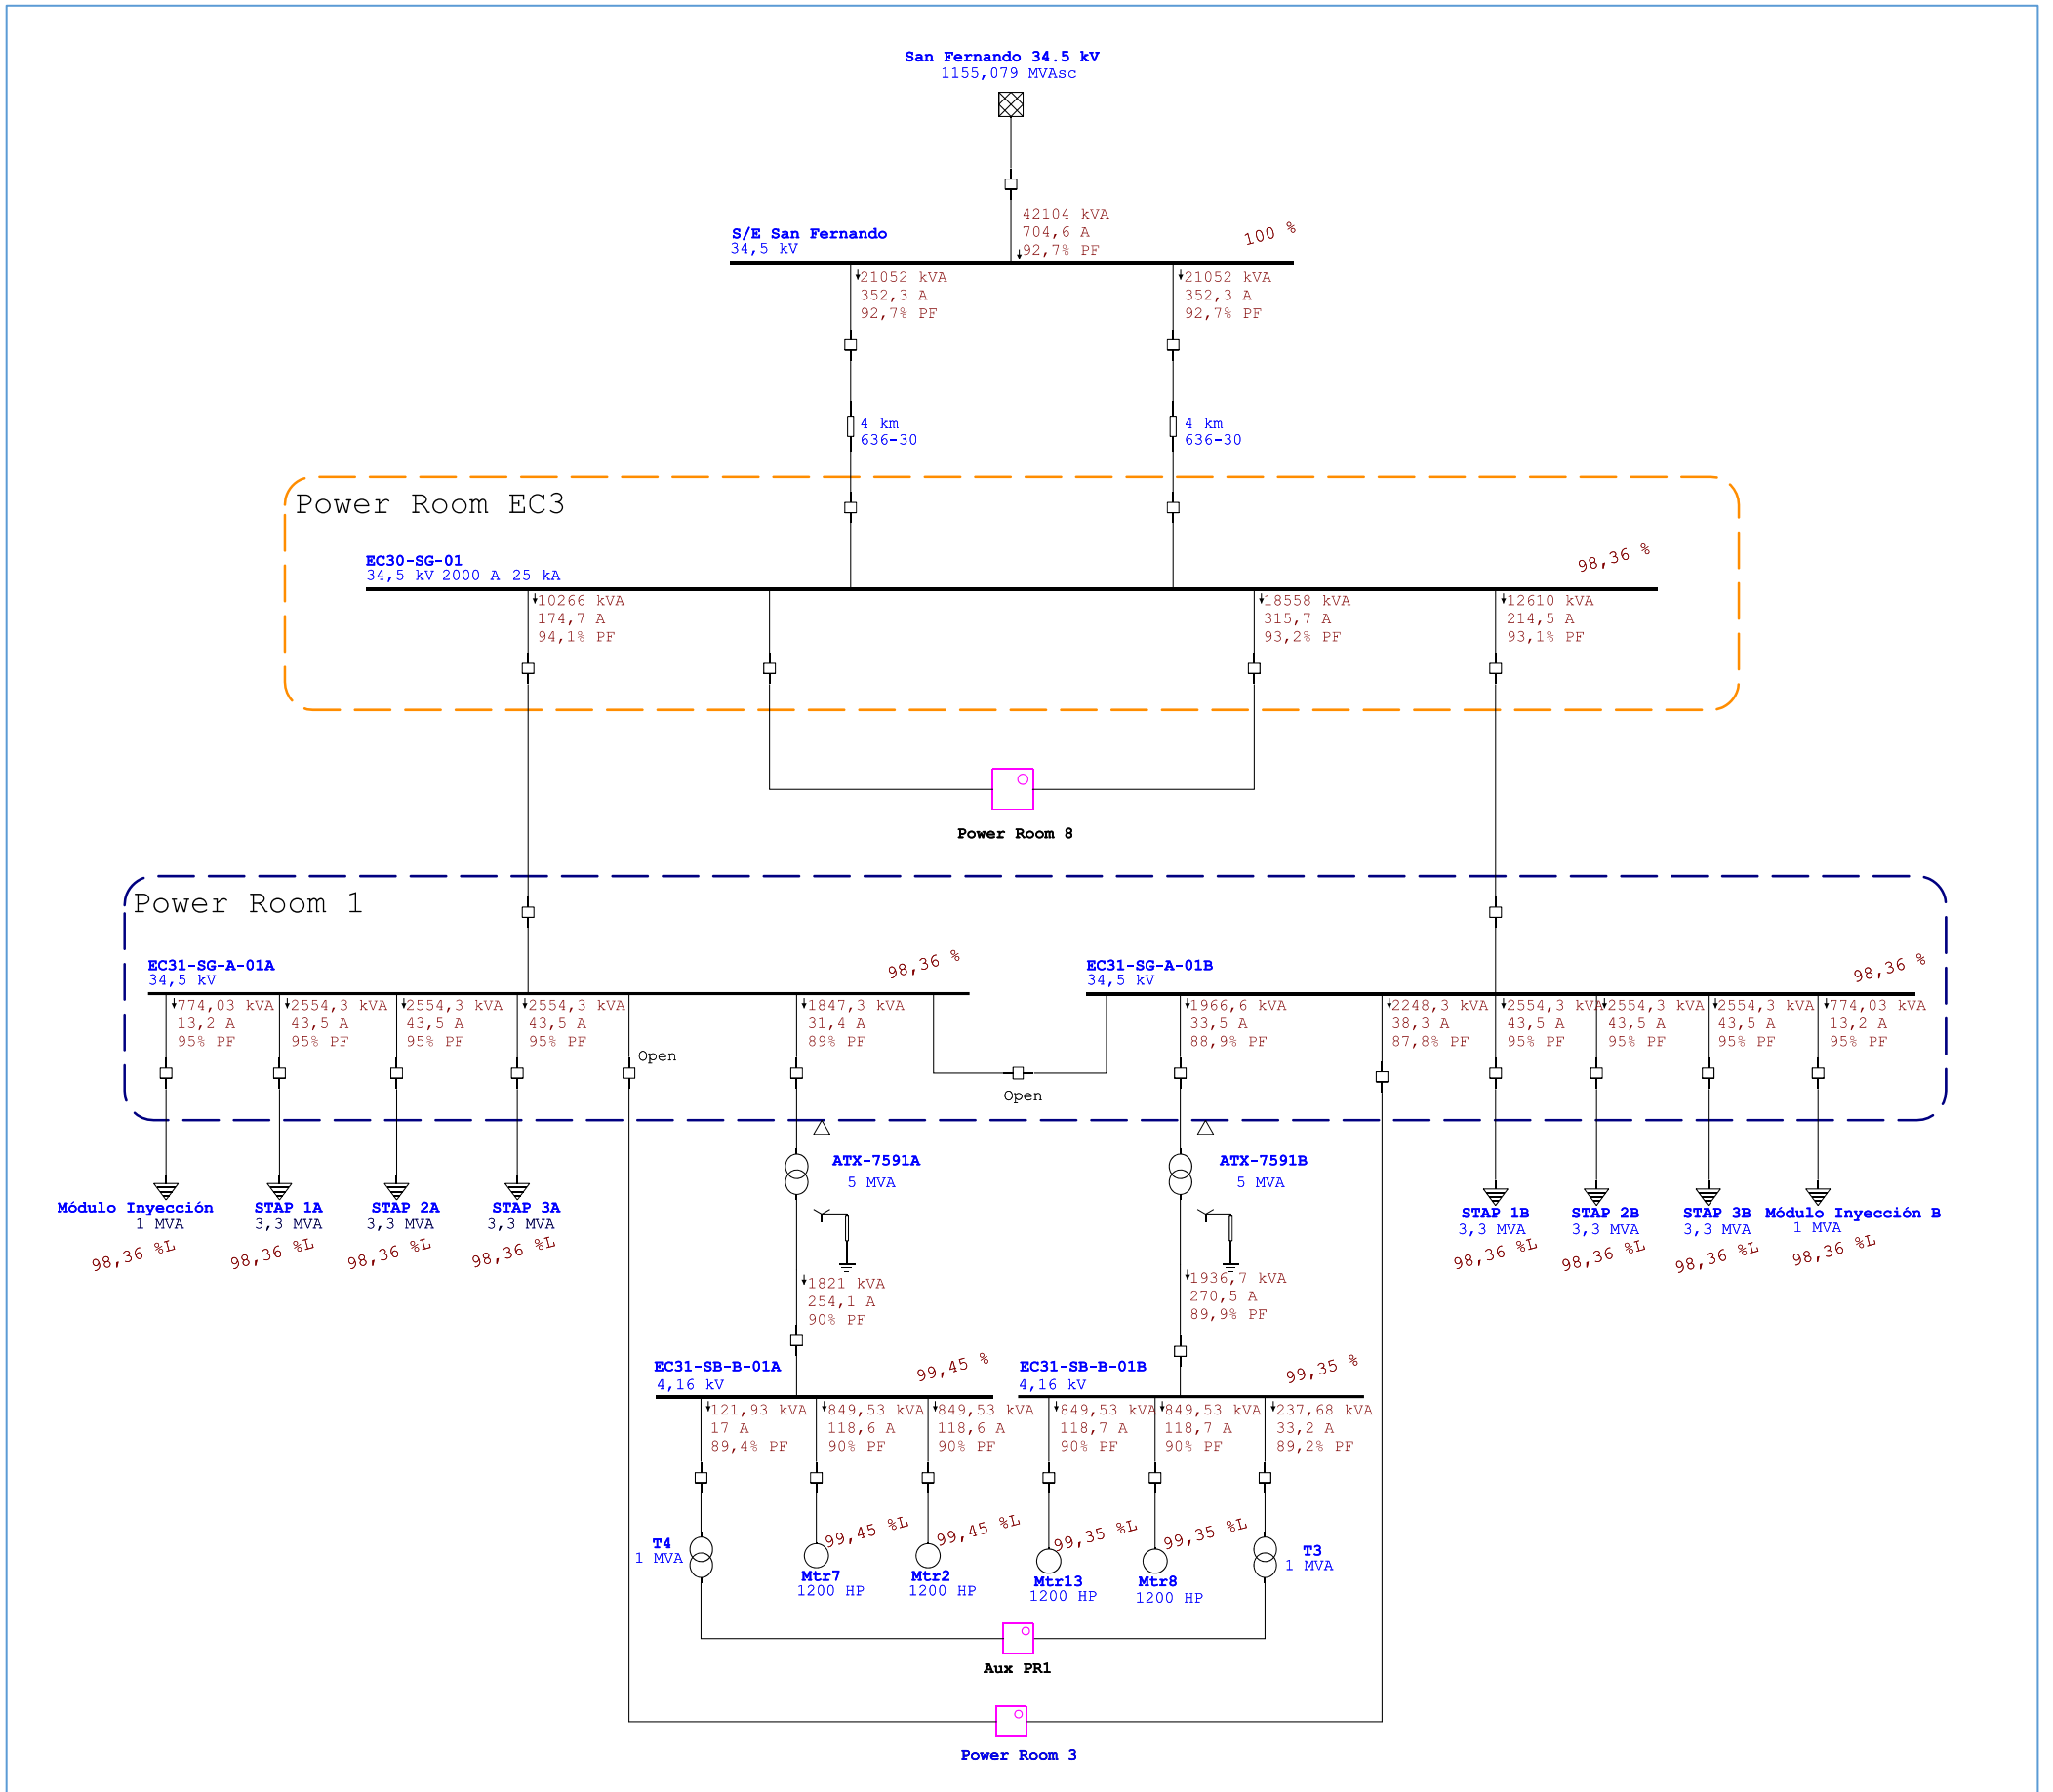 San Fernando 34.5 kV
1155,079 MVAsc
42104 kVA
704,6 A
92,7% PF
100 %
S/E San Fernando
34,5 kV
21052 kVA
352,3 A
92,7% PF
21052 kVA
352,3 A
92,7% PF
4 km
636-30
4 km
636-30
Power Room EC3
EC30-SG-01
34,5 kV 2000 A 25 kA
98,36 %
10266 kVA
174,7 A
94,1% PF
18558 kVA
315,7 A
93,2% PF
12610 kVA
214,5 A
93,1% PF
Power Room 8
Power Room 1
EC31-SG-A-01A
34,5 kV
98,36 %
EC31-SG-A-01B
34,5 kV
98,36 %
774,03 kVA
13,2 A
95% PF
2554,3 kVA
43,5 A
95% PF
2554,3 kVA
43,5 A
95% PF
2554,3 kVA
43,5 A
95% PF
Open
1847,3 kVA
31,4 A
89% PF
Open
1966,6 kVA
33,5 A
88,9% PF
2248,3 kVA
38,3 A
87,8% PF
2554,3 kVA
43,5 A
95% PF
2554,3 kVA
43,5 A
95% PF
2554,3 kVA
43,5 A
95% PF
774,03 kVA
13,2 A
95% PF
ATX-7591A
5 MVA
ATX-7591B
5 MVA
Módulo Inyección
1 MVA
98,36 %L
STAP 1A
3,3 MVA
98,36 %L
STAP 2A
3,3 MVA
98,36 %L
STAP 3A
3,3 MVA
98,36 %L
STAP 1B
3,3 MVA
98,36 %L
STAP 2B
3,3 MVA
98,36 %L
STAP 3B
3,3 MVA
98,36 %L
Módulo Inyección B
1 MVA
98,36 %L
1821 kVA
254,1 A
90% PF
1936,7 kVA
270,5 A
89,9% PF
EC31-SB-B-01A
4,16 kV
99,45 %
EC31-SB-B-01B
4,16 kV
99,35 %
121,93 kVA
17 A
89,4% PF
849,53 kVA
118,6 A
90% PF
849,53 kVA
118,6 A
90% PF
849,53 kVA
118,7 A
90% PF
849,53 kVA
118,7 A
90% PF
237,68 kVA
33,2 A
89,2% PF
T4
1 MVA
99,45 %L
Mtr7
1200 HP
99,45 %L
Mtr2
1200 HP
99,35 %L
Mtr13
1200 HP
99,35 %L
Mtr8
1200 HP
T3
1 MVA
Aux PR1
Power Room 3